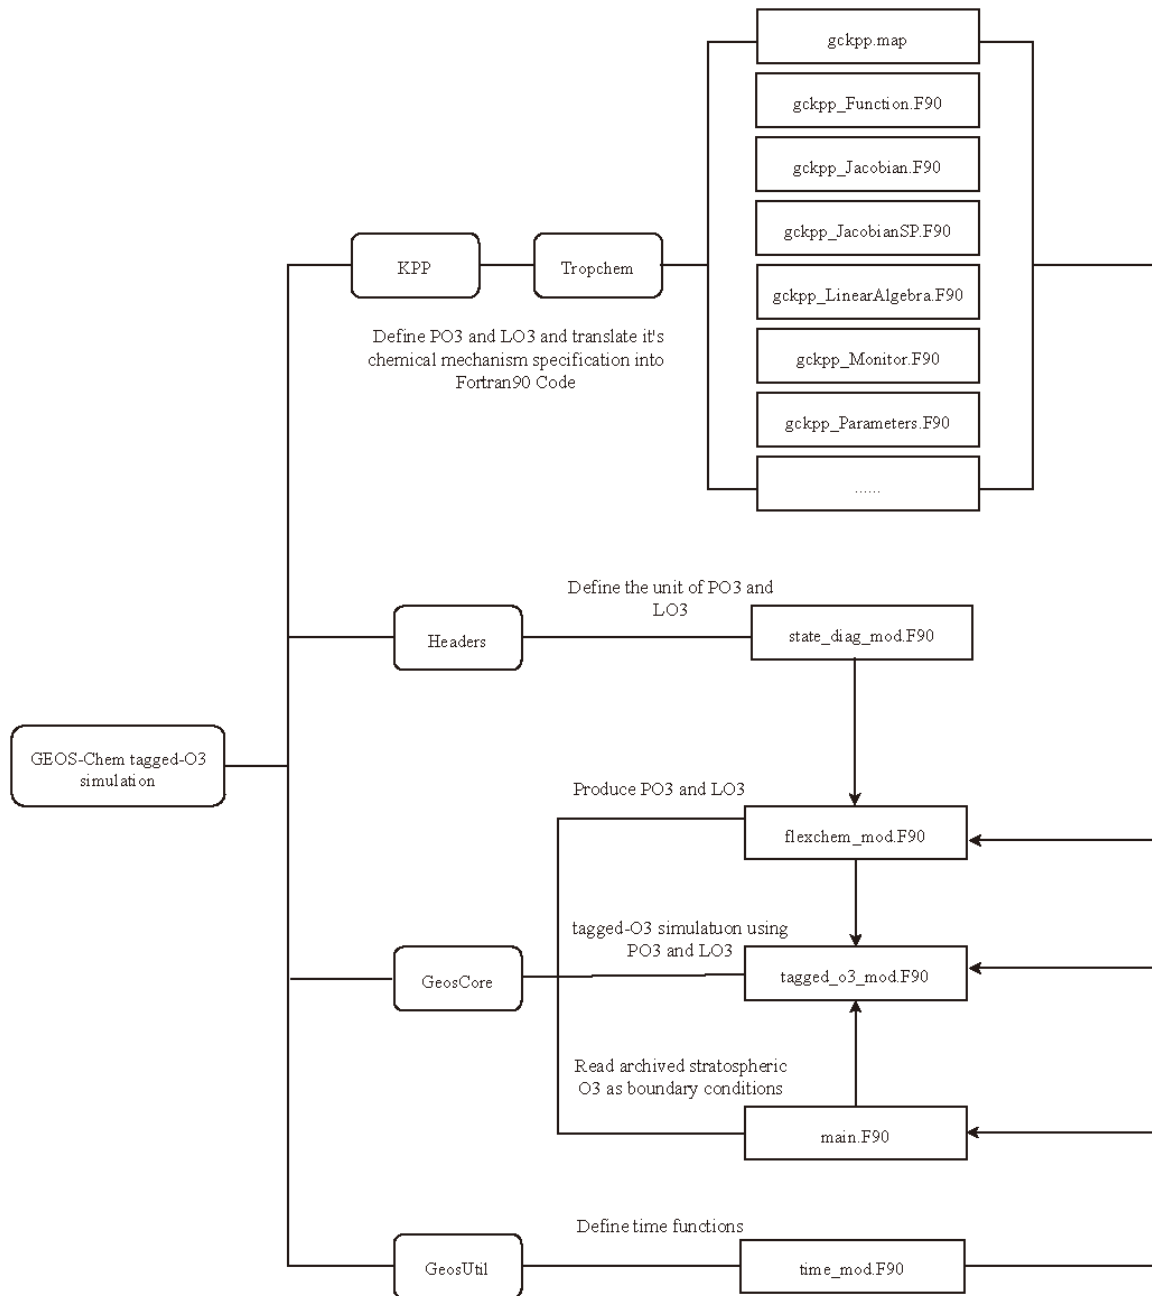 gckpp.map
gckpp_Function.F90
gckpp_Jacobian.F90
gckpp_JacobianSP.F90
KPP
Tropchem
gckpp_LinearAlgebra.F90
Define PO3 and LO3 and translate it's
chemical mechanism specification into
Fortran90 Code
gckpp_Monitor.F90
gckpp_Parameters.F90
......
Define the unit of PO3 and
LO3
Headers
state_diag_mod.F90
GEOS-Chem tagged-O3
simulation
Produce PO3 and LO3
flexchem_mod.F90
tagged-O3 simulatuon using
PO3 and LO3
GeosCore
tagged_o3_mod.F90
Read archived stratospheric
O3 as boundary conditions
main.F90
Define time functions
GeosUtil
time_mod.F90